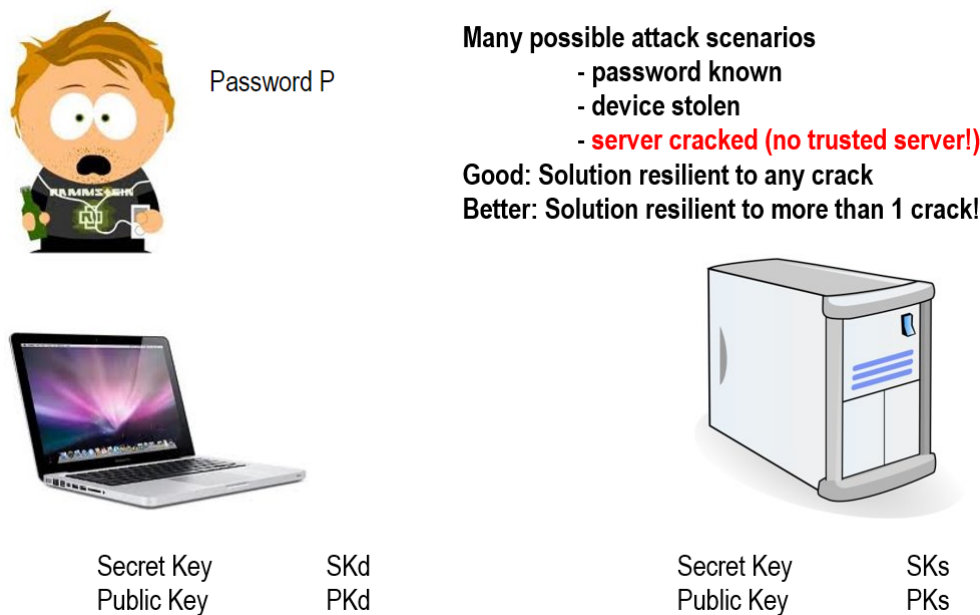 Password P
Many possible attack scenarios
- password known
- device stolen
- server cracked (no trusted server!)
Good: Solution resilient to any crack
Better: Solution resilient to more than 1 crack!
RAMMSTEIN
Secret Key SKd
Public Key PKd
Secret Key SKs
Public Key PKs